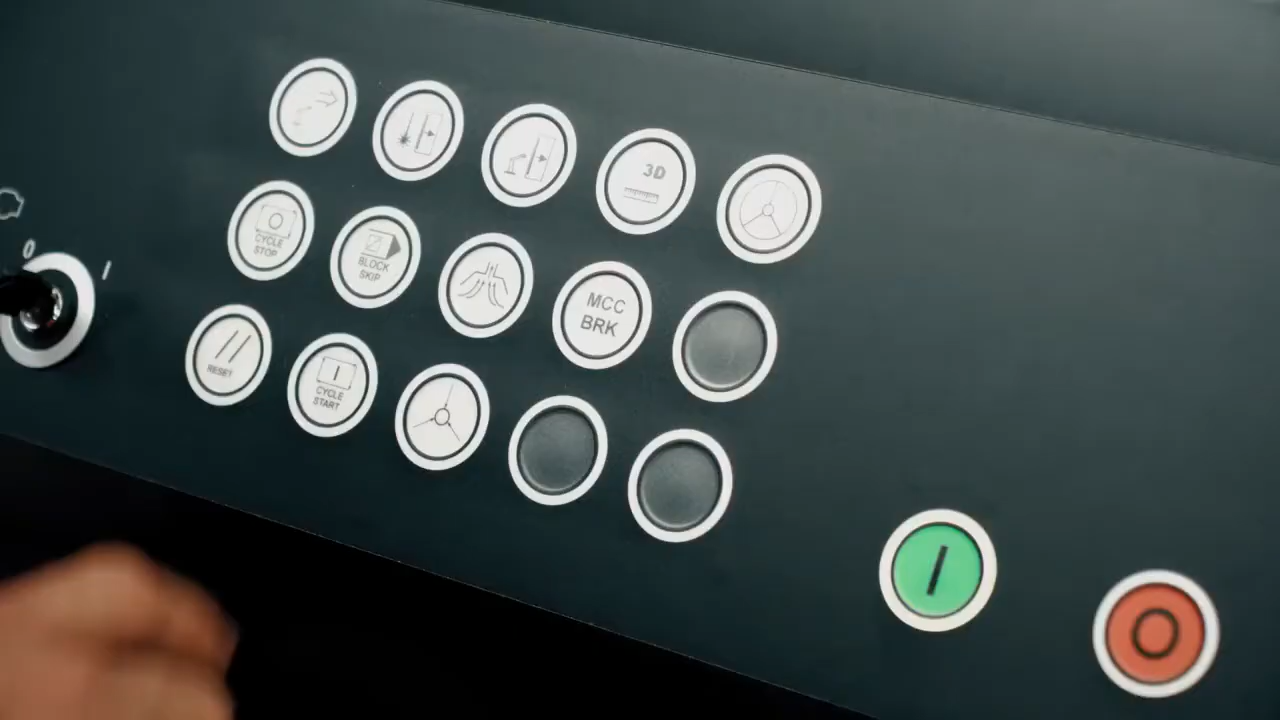 3D
0
I
CYCLE
STOP
BLOCK
SKIP
MCC
BRK
RESET
I
CYCLE
START
I
O